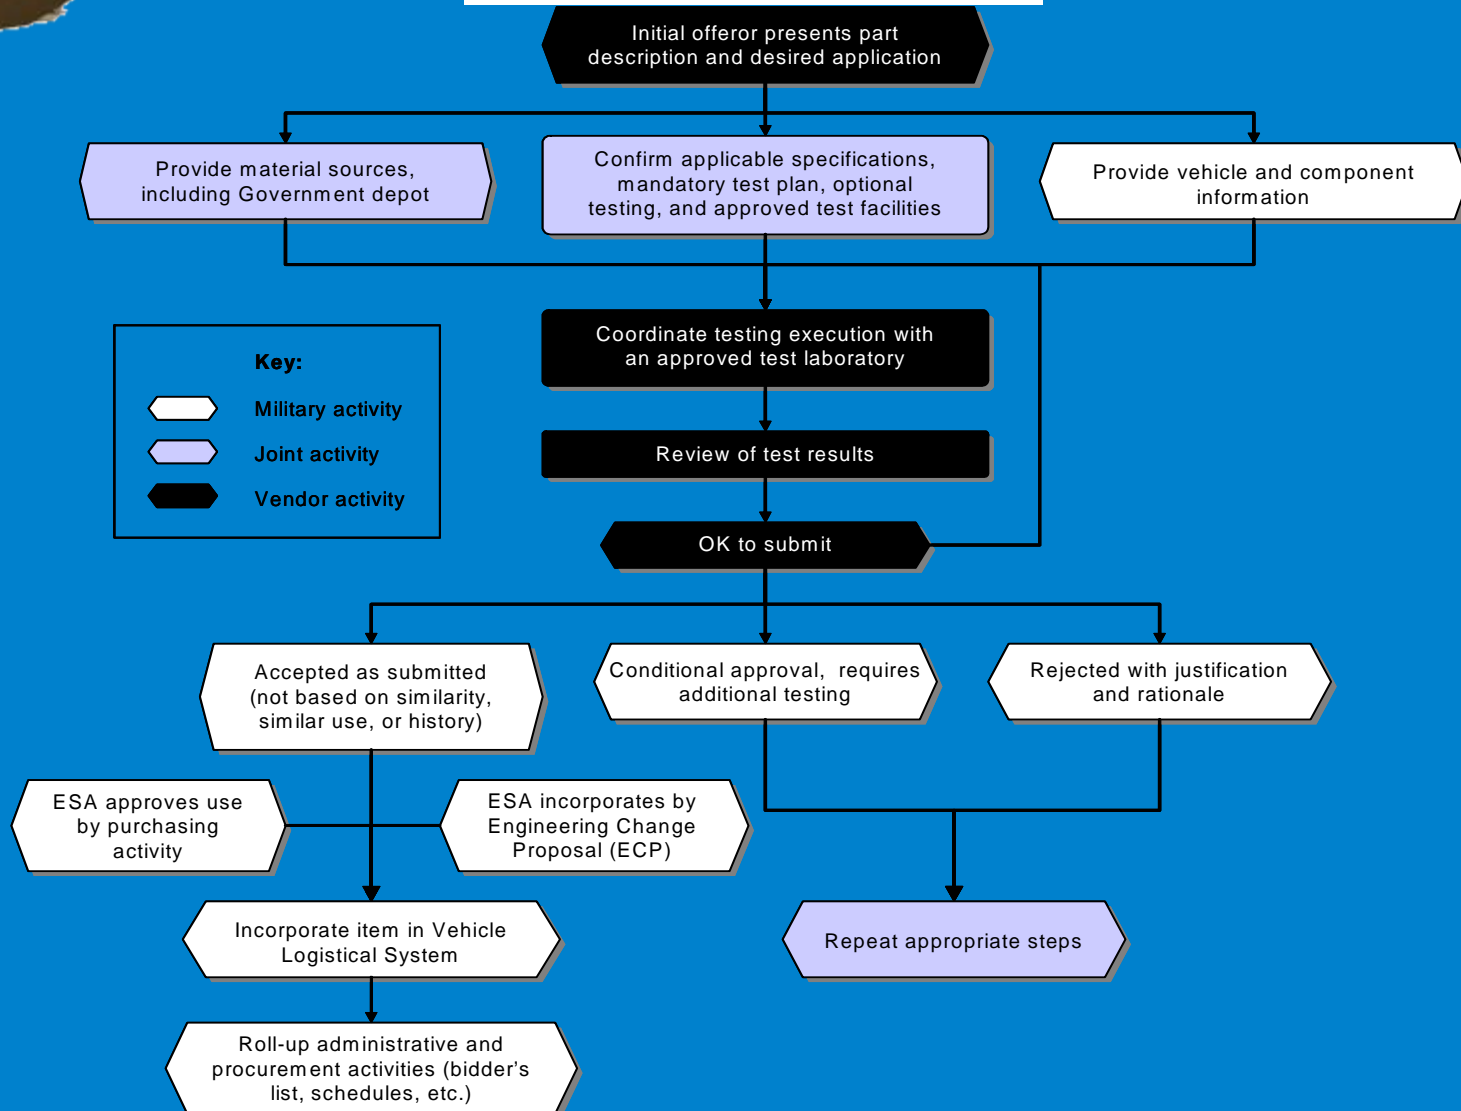 Initial offeror presents part
description and desired application
Provide material sources,
including Government depot
Confirm applicable specifications,
mandatory test plan, optional
testing, and approved test facilities
Provide vehicle and component
information
Coordinate testing execution with
an approved test laboratory
Key:
Military activity
Joint activity
Vendor activity
Review of test results
OK to submit
Accepted as submitted
(not based on similarity,
similar use, or history)
Conditional approval, requires
additional testing
Rejected with justification
and rationale
ESA approves use
by purchasing
activity
ESA incorporates by
Engineering Change
Proposal (ECP)
Incorporate item in Vehicle
Logistical System
Repeat appropriate steps
Roll-up administrative and
procurement activities (bidder’s
list, schedules, etc.)